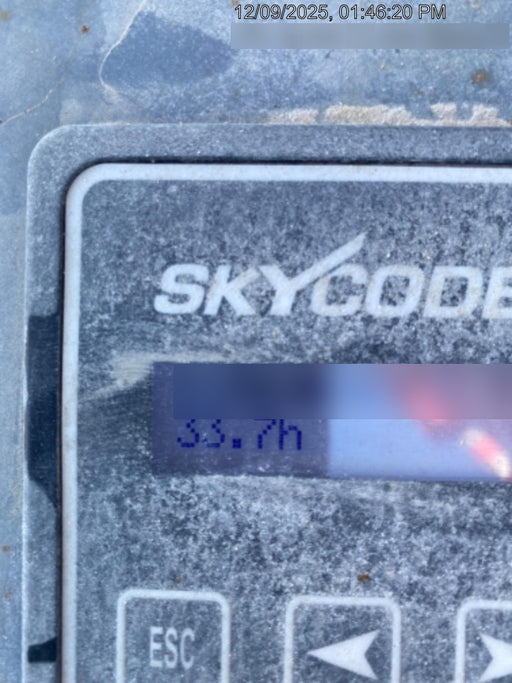 12/09/2025, 01:46:20 PM
SKYCODE
33.7h
ESC